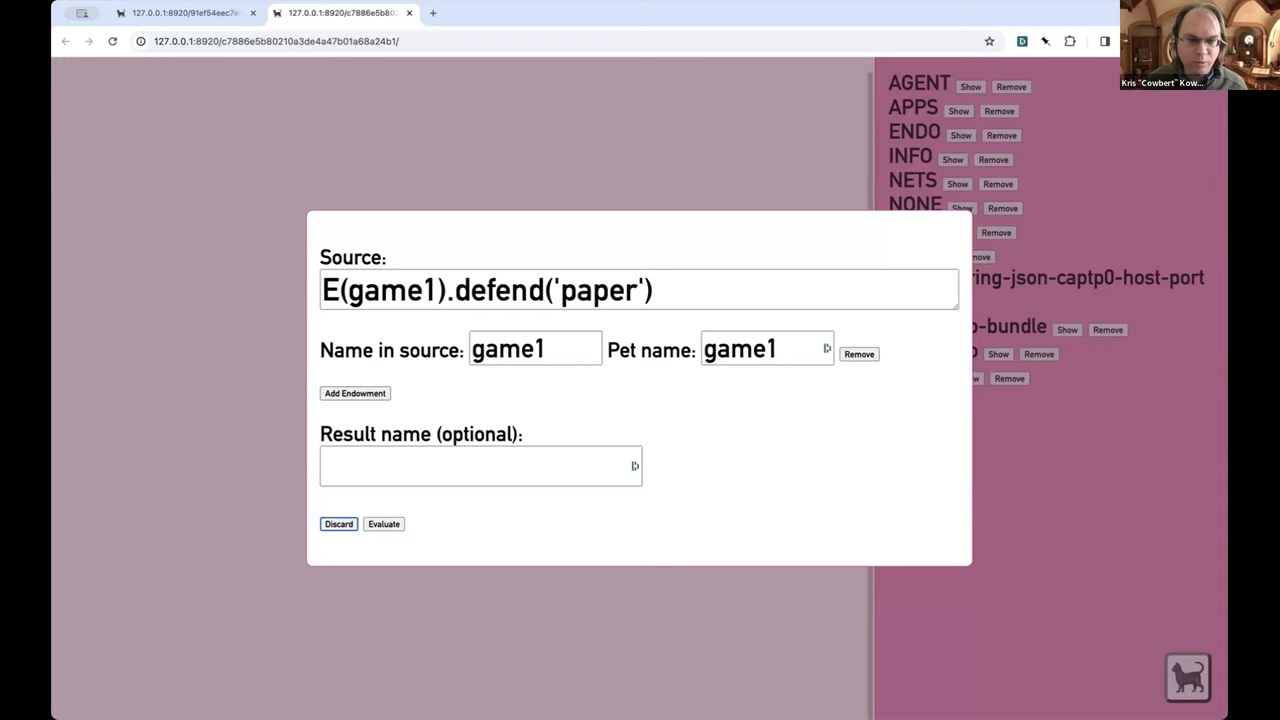 127.0.0.1:8920/91ef54eec7e
127.0.0.1:8920/c7886e5b802
127.0.0.1:8920/c7886e5b80210a3de4a47b01a68a24b1/
Kris "Cowbert" Kow...
AGENT Show Remove
APPS Show Remove
ENDO Show Remove
INFO Show Remove
NETS Show Remove
NONE Show Remove
Remove
move
ring-json-captp0-host-port
o-bundle Show Remove
Show Remove
w Remove
Source:
E(game1).defend('paper')
Name in source: game1 Pet name: game1 Remove
Add Endowment
Result name (optional):
Discard Evaluate